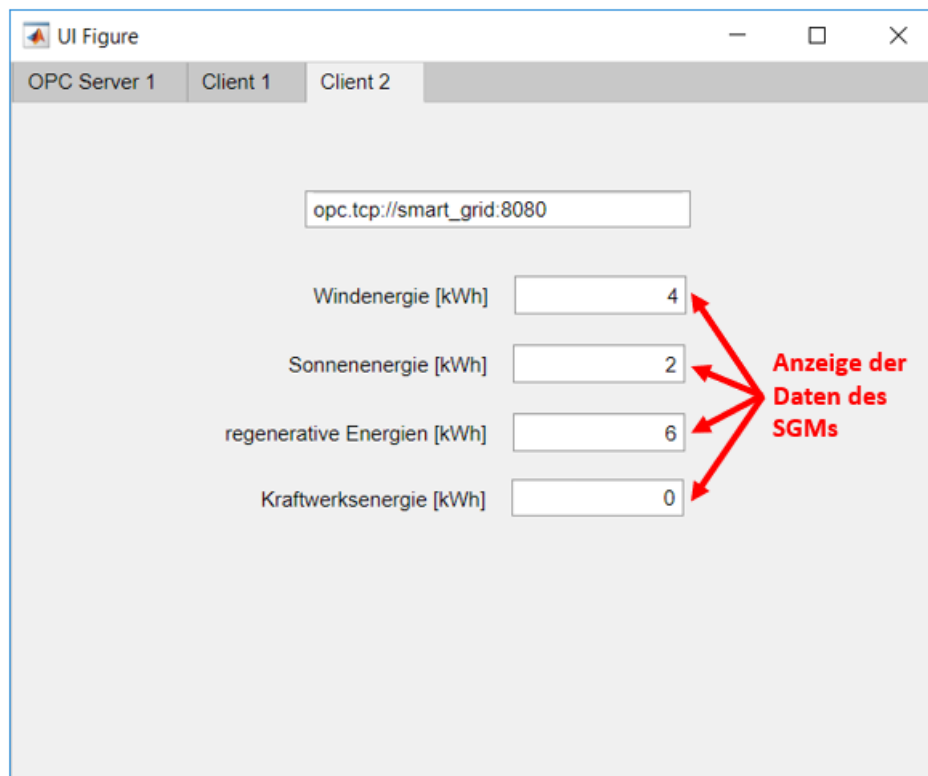 UI Figure
OPC Server 1 Client 1 Client 2
opc.tcp://smart_grid:8080
Windenergie [kWh] 4
Sonnenenergie [kWh] 2
regenerative Energien [kWh] 6
Kraftwerksenergie [kWh] 0
Anzeige der
Daten des
SGMs